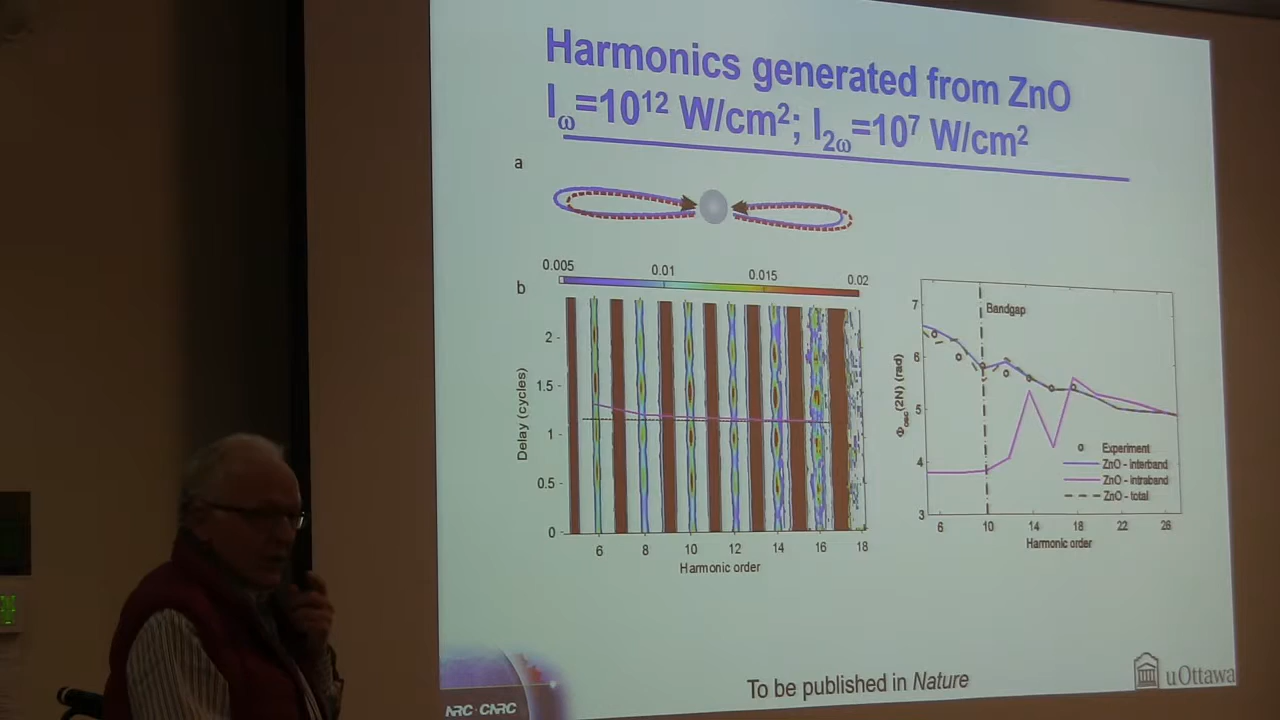 Harmonics generated from ZnO
Iω=10¹² W/cm²; I2ω=10⁷ W/cm²
a
b
0.005 0.01 0.015 0.02
Delay (cycles)
2
1.5
1
0.5
0
6 8 10 12 14 16 18
Harmonic order
Φosc(2N) (rad)
7
6
5
4
3
Bandgap
Experiment
ZnO - interband
ZnO - intraband
ZnO - total
6 10 14 18 22 26
Harmonic order
To be published in Nature
NRC · CNRC
uOttawa